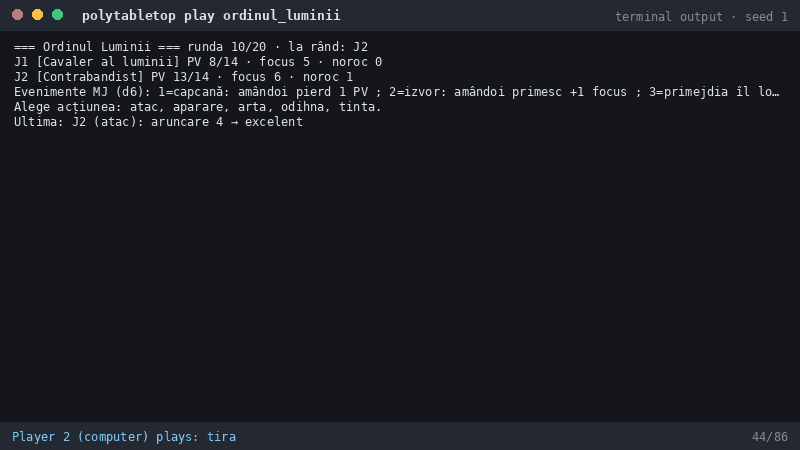 polytabletop play ordinul_luminii
terminal output · seed 1
=== Ordinul Luminii === runda 10/20 · la rând: J2
J1 [Cavaler al luminii] PV 8/14 · focus 5 · noroc 0
J2 [Contrabandist] PV 13/14 · focus 6 · noroc 1
Evenimente MJ (d6): 1=capcană: amândoi pierd 1 PV ; 2=izvor: amândoi primesc +1 focus ; 3=primejdia îl lo…
Alege acțiunea: atac, aparare, arta, odihna, tinta.
Ultima: J2 (atac): aruncare 4 → excelent
Player 2 (computer) plays: tira
44/86